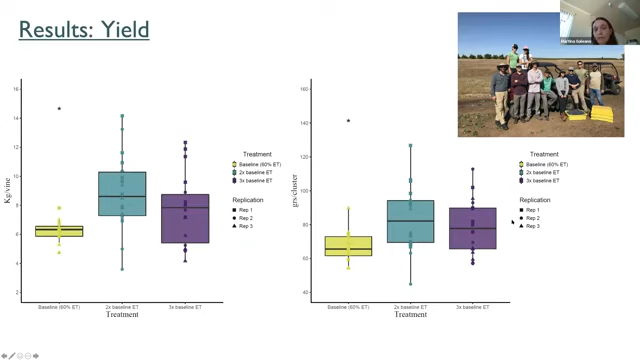 Results: Yield
Martina Galeano
16
14
12
10
8
6
4
2
Kg/vine
Baseline (60% ET)
2x baseline ET
3x baseline ET
Treatment
Treatment
Baseline (60% ET)
2x baseline ET
3x baseline ET
Replication
Rep 1
Rep 2
Rep 3
160
140
120
100
80
60
40
grs/cluster
Baseline (60% ET)
2x baseline ET
3x baseline ET
Treatment
Treatment
Baseline (60% ET)
2x baseline ET
3x baseline ET
Replication
Rep 1
Rep 2
Rep 3